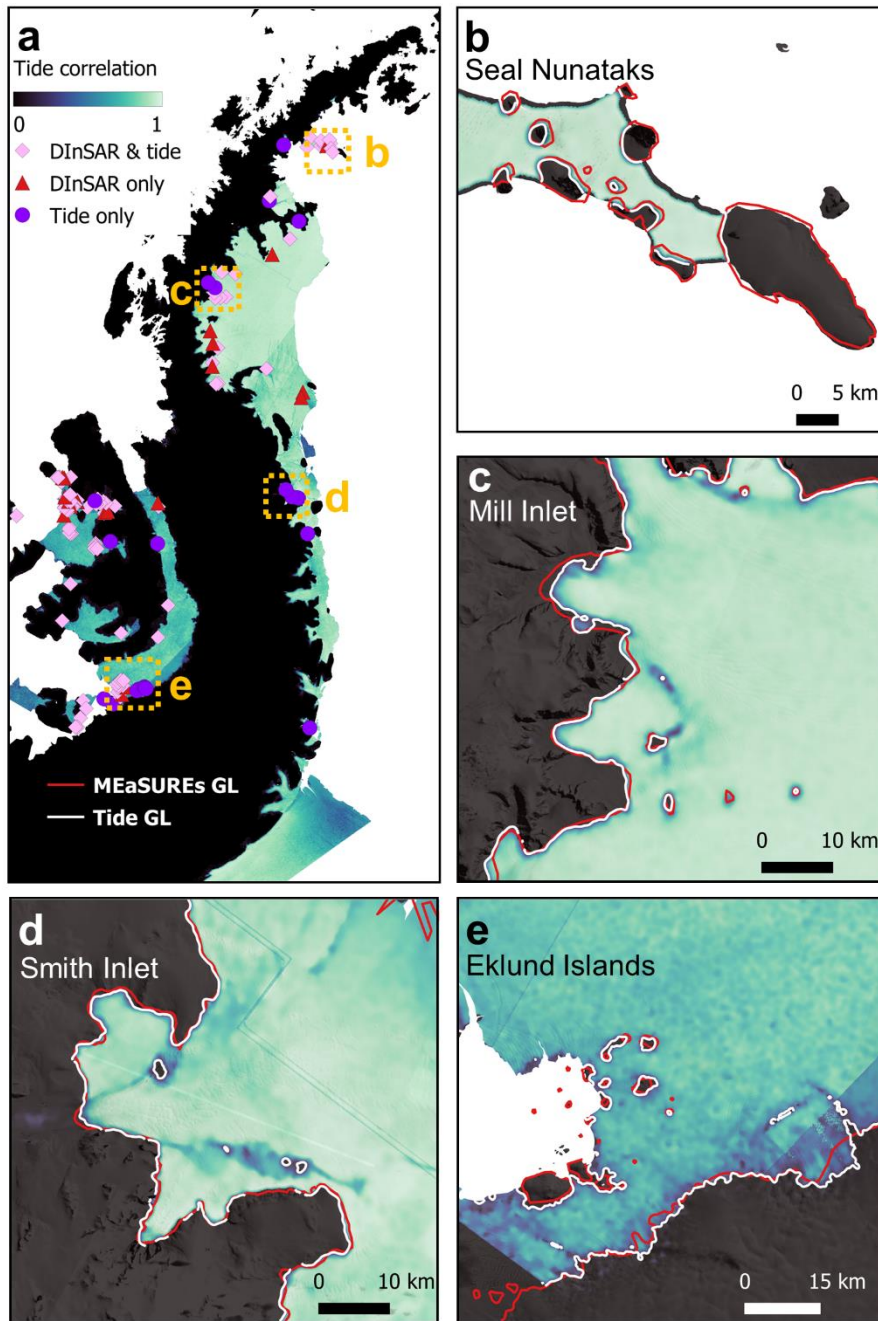 a
Tide correlation
0 1
DInSAR & tide
DInSAR only
Tide only
b
c
d
e
MEaSUREs GL
Tide GL
b
Seal Nunataks
0 5 km
c
Mill Inlet
0 10 km
d
Smith Inlet
0 10 km
e
Eklund Islands
0 15 km